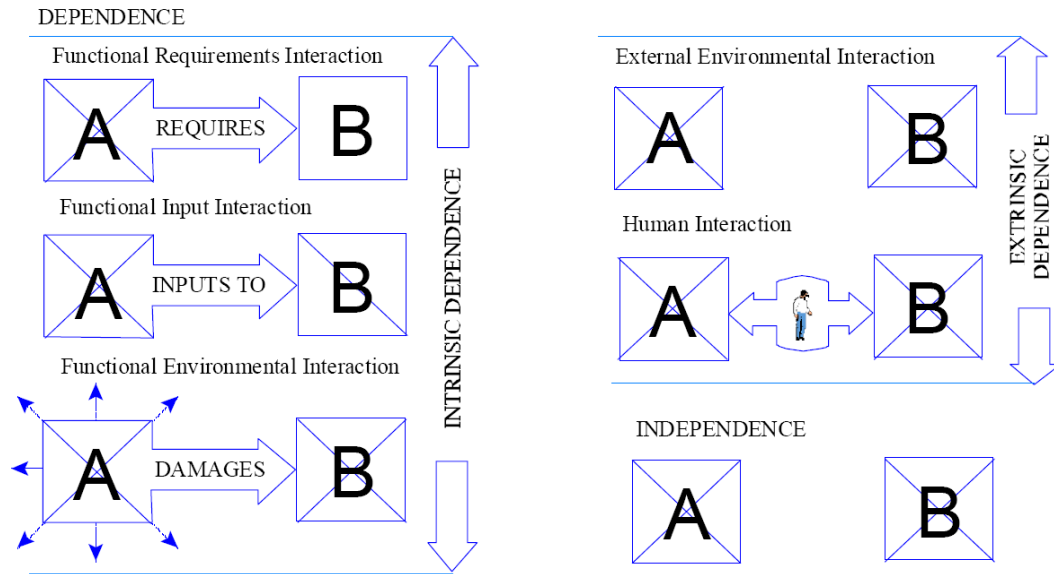 DEPENDENCE
Functional Requirements Interaction
A REQUIRES B
Functional Input Interaction
A INPUTS TO B
Functional Environmental Interaction
A DAMAGES B
INTRINSIC DEPENDENCE
External Environmental Interaction
A B
Human Interaction
A B
EXTRINSIC
DEPENDENCE
INDEPENDENCE
A B